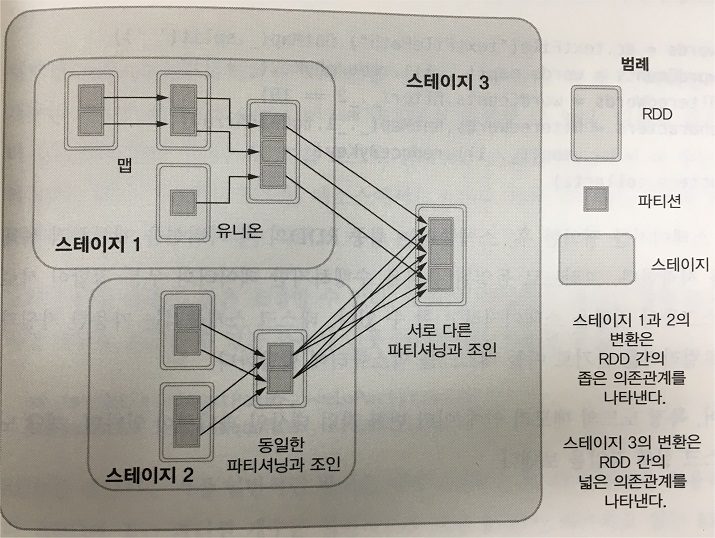 스테이지 3
맵
유니온
스테이지 1
서로 다른
파티셔닝과 조인
동일한
파티셔닝과 조인
스테이지 2
범례
RDD
파티션
스테이지
스테이지 1과 2의
변환은
RDD 간의
좁은 의존관계를
나타낸다.
스테이지 3의 변환은
RDD 간의
넓은 의존관계를
나타낸다.